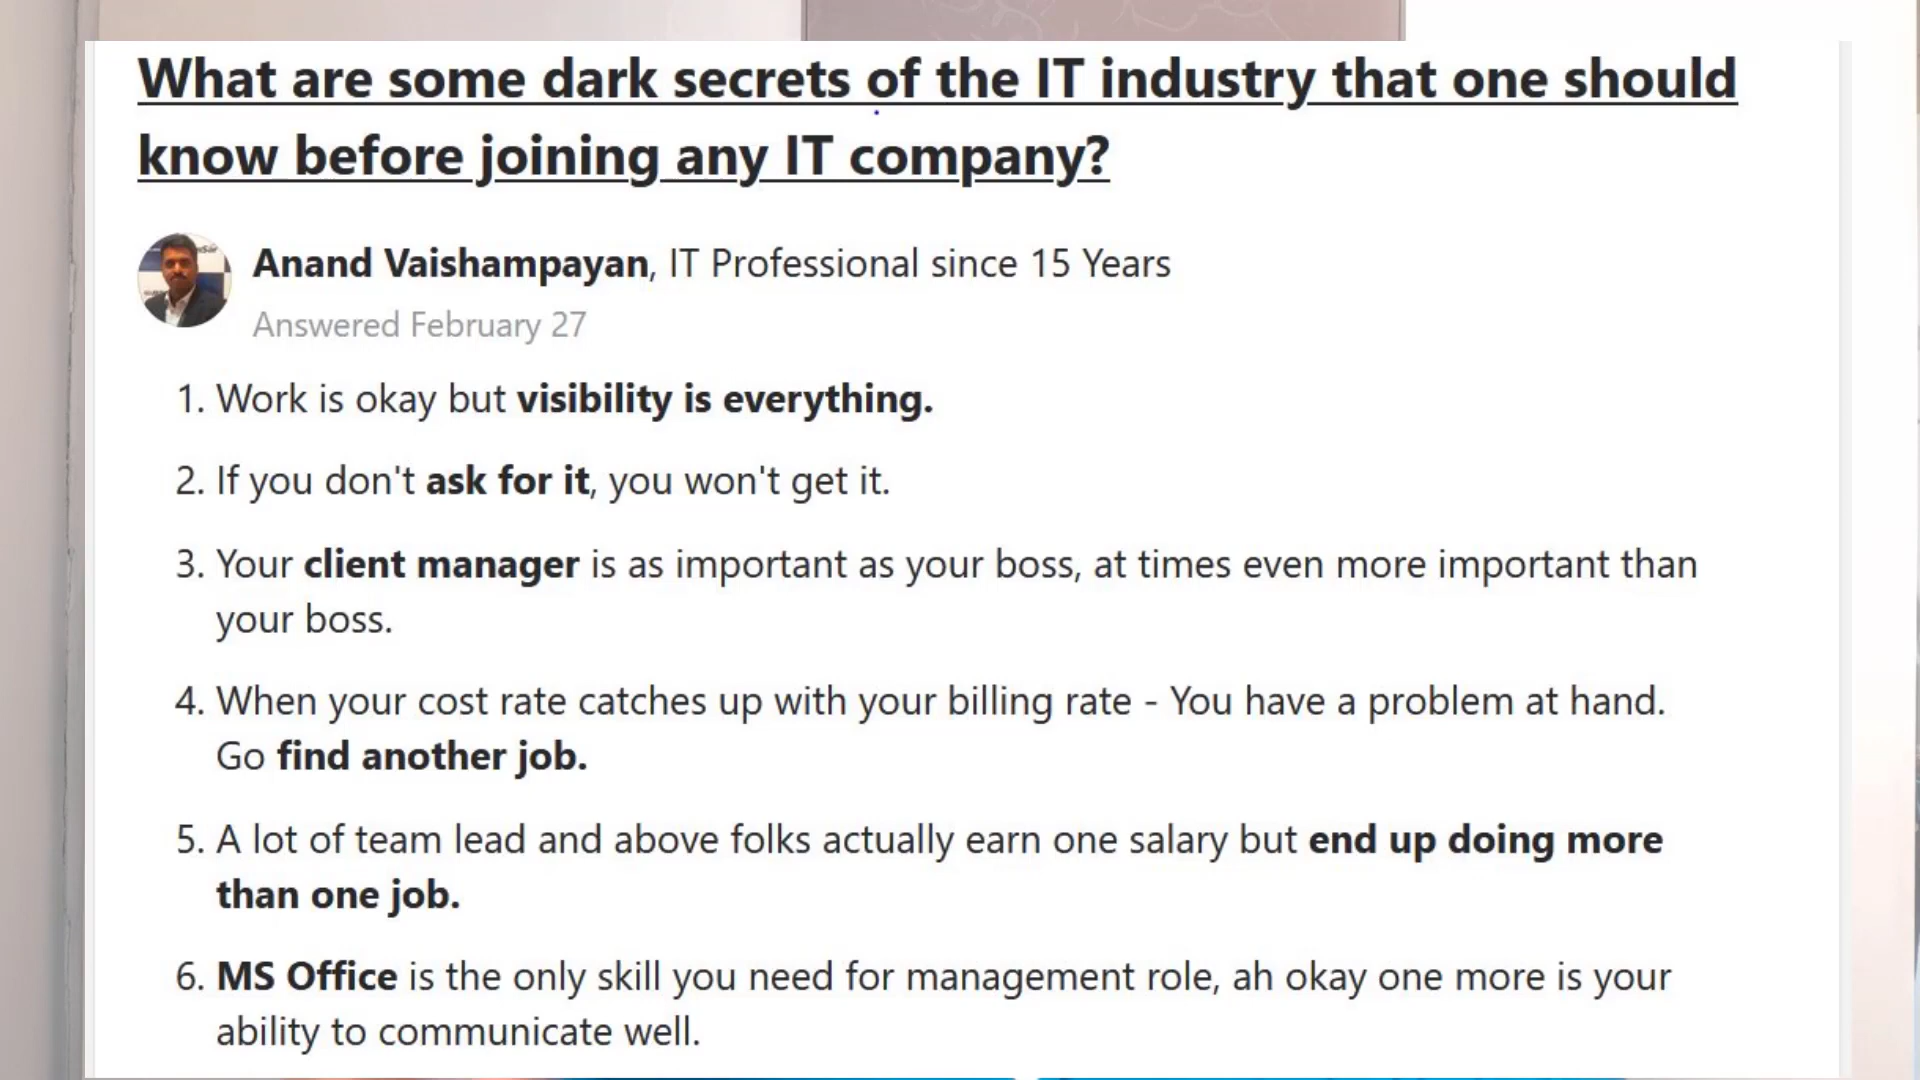 What are some dark secrets of the IT industry that one should
know before joining any IT company?
Anand Vaishampayan, IT Professional since 15 Years
Answered February 27
1. Work is okay but visibility is everything.
2. If you don't ask for it, you won't get it.
3. Your client manager is as important as your boss, at times even more important than
your boss.
4. When your cost rate catches up with your billing rate - You have a problem at hand.
Go find another job.
5. A lot of team lead and above folks actually earn one salary but end up doing more
than one job.
6. MS Office is the only skill you need for management role, ah okay one more is your
ability to communicate well.